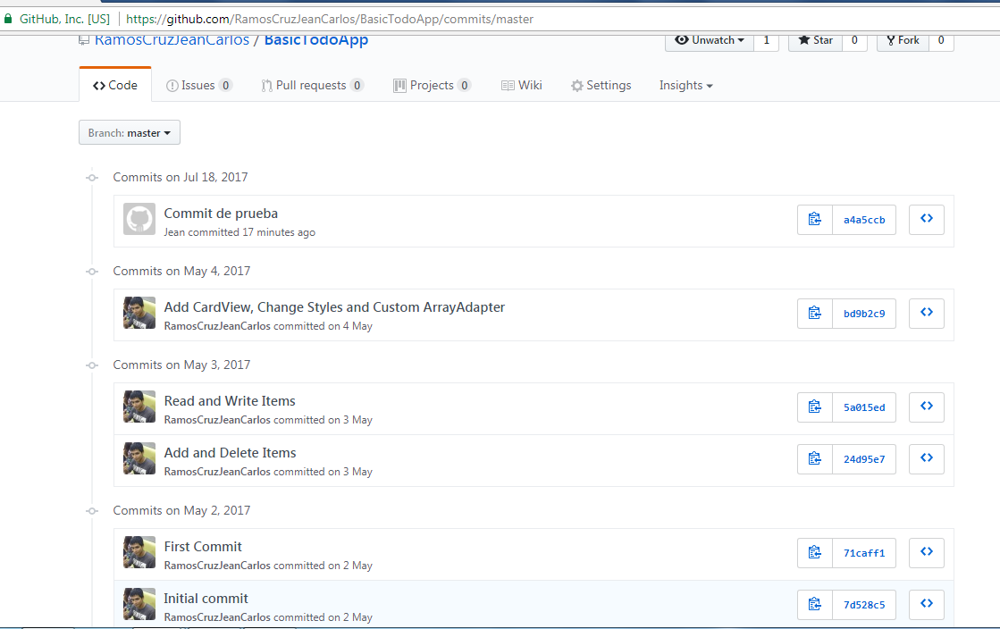 GitHub, Inc. [US] https://github.com/RamosCruzJeanCarlos/BasicTodoApp/commits/master
RamosCruzJeanCarlos / BasicTodoApp Unwatch 1 Star 0 Fork 0
Code Issues 0 Pull requests 0 Projects 0 Wiki Settings Insights
Branch: master
Commits on Jul 18, 2017
Commit de prueba
Jean committed 17 minutes ago
a4a5ccb
Commits on May 4, 2017
Add CardView, Change Styles and Custom ArrayAdapter
RamosCruzJeanCarlos committed on 4 May
bd9b2c9
Commits on May 3, 2017
Read and Write Items
RamosCruzJeanCarlos committed on 3 May
5a015ed
Add and Delete Items
RamosCruzJeanCarlos committed on 3 May
24d95e7
Commits on May 2, 2017
First Commit
RamosCruzJeanCarlos committed on 2 May
71caff1
Initial commit
RamosCruzJeanCarlos committed on 2 May
7d528c5